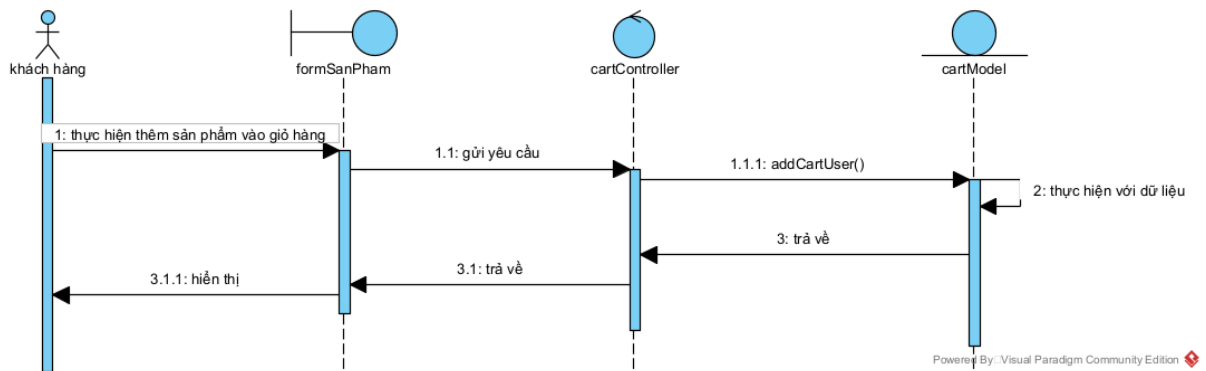 khách hàng
formSanPham
cartController
cartModel
1: thực hiện thêm sản phẩm vào giỏ hàng
1.1: gửi yêu cầu
1.1.1: addCartUser()
2: thực hiện với dữ liệu
3: trả về
3.1: trả về
3.1.1: hiển thị
Powered By Visual Paradigm Community Edition